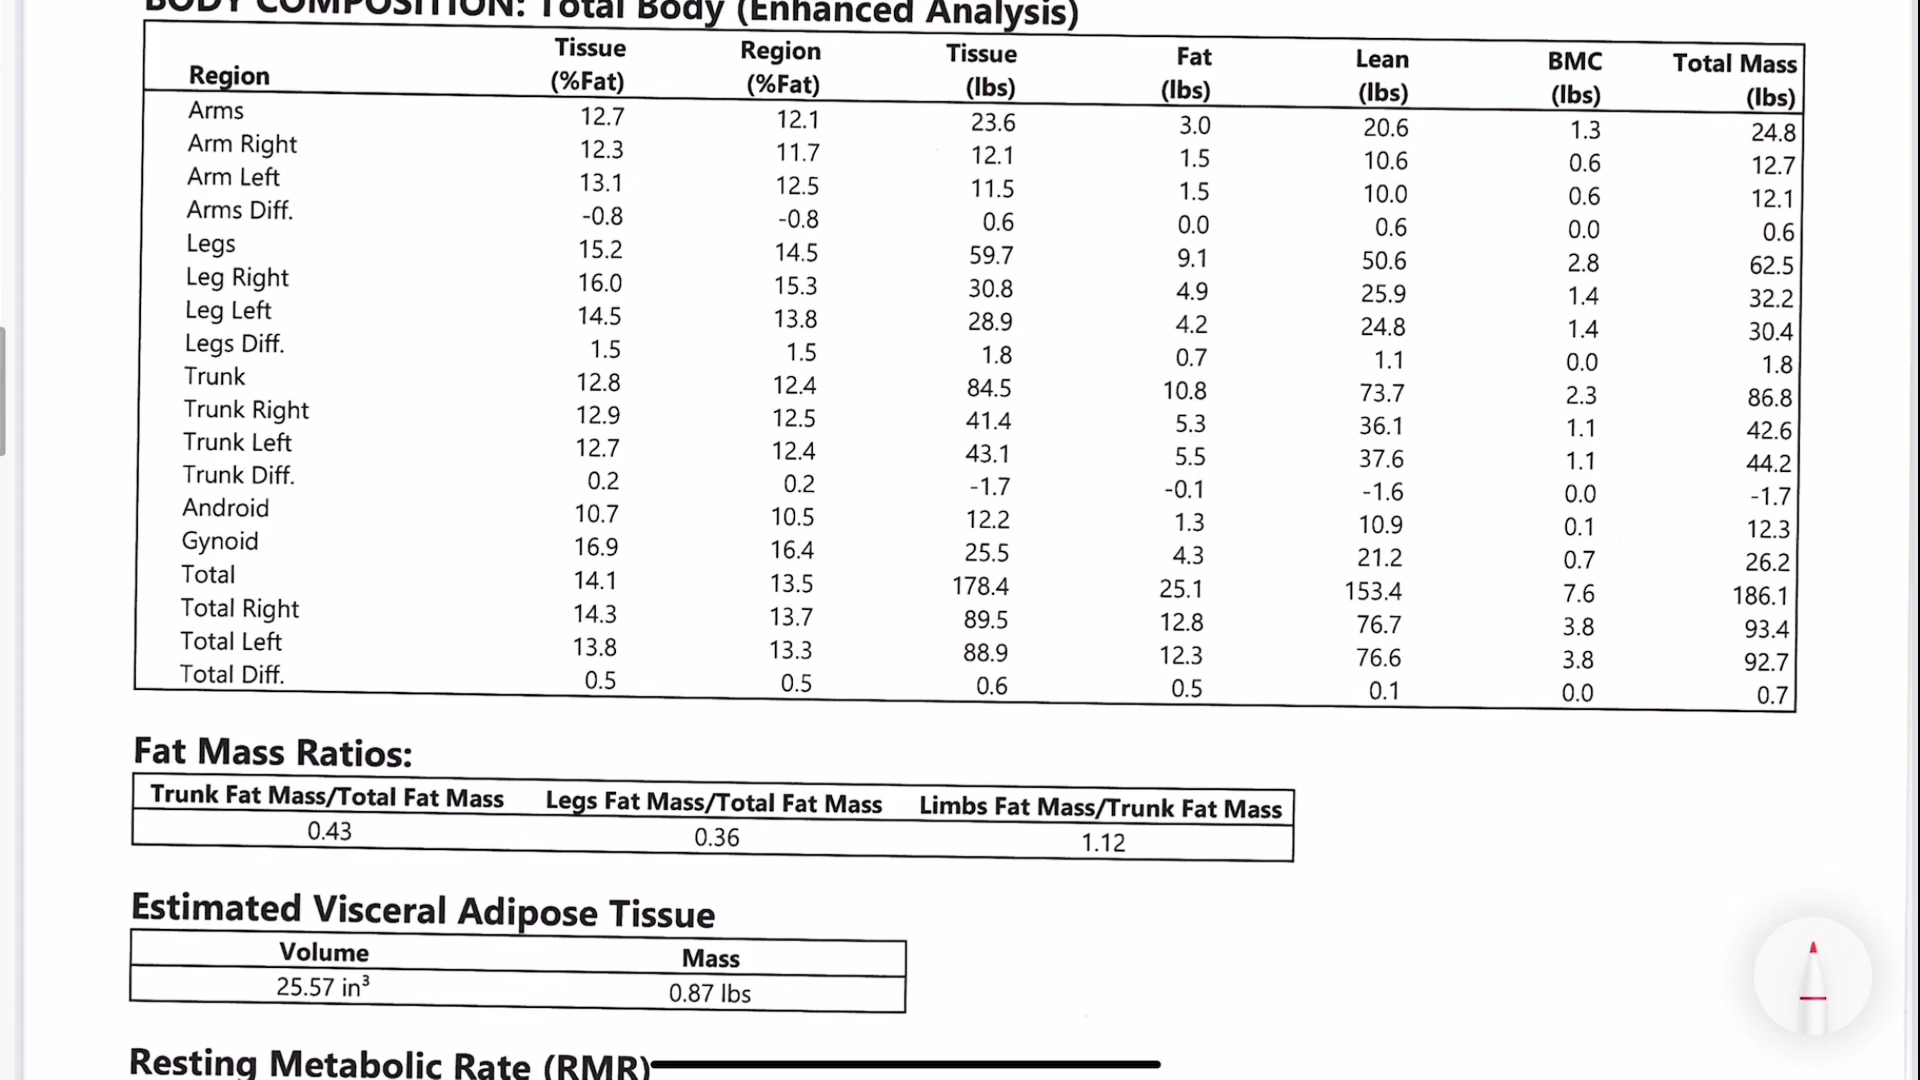 BODY COMPOSITION: Total Body (Enhanced Analysis)
Region Tissue (%Fat) Region (%Fat) Tissue (lbs) Fat (lbs) Lean (lbs) BMC (lbs) Total Mass (lbs)
Arms 12.7 12.1 23.6 3.0 20.6 1.3 24.8
Arm Right 12.3 11.7 12.1 1.5 10.6 0.6 12.7
Arm Left 13.1 12.5 11.5 1.5 10.0 0.6 12.1
Arms Diff. -0.8 -0.8 0.6 0.0 0.6 0.0 0.6
Legs 15.2 14.5 59.7 9.1 50.6 2.8 62.5
Leg Right 16.0 15.3 30.8 4.9 25.9 1.4 32.2
Leg Left 14.5 13.8 28.9 4.2 24.8 1.4 30.4
Legs Diff. 1.5 1.5 1.8 0.7 1.1 0.0 1.8
Trunk 12.8 12.4 84.5 10.8 73.7 2.3 86.8
Trunk Right 12.9 12.5 41.4 5.3 36.1 1.1 42.6
Trunk Left 12.7 12.4 43.1 5.5 37.6 1.1 44.2
Trunk Diff. 0.2 0.2 -1.7 -0.1 -1.6 0.0 -1.7
Android 10.7 10.5 12.2 1.3 10.9 0.1 12.3
Gynoid 16.9 16.4 25.5 4.3 21.2 0.7 26.2
Total 14.1 13.5 178.4 25.1 153.4 7.6 186.1
Total Right 14.3 13.7 89.5 12.8 76.7 3.8 93.4
Total Left 13.8 13.3 88.9 12.3 76.6 3.8 92.7
Total Diff. 0.5 0.5 0.6 0.5 0.1 0.0 0.7
Fat Mass Ratios:
Trunk Fat Mass/Total Fat Mass Legs Fat Mass/Total Fat Mass Limbs Fat Mass/Trunk Fat Mass
0.43 0.36 1.12
Estimated Visceral Adipose Tissue
Volume Mass
25.57 in³ 0.87 lbs
Resting Metabolic Rate (RMR)